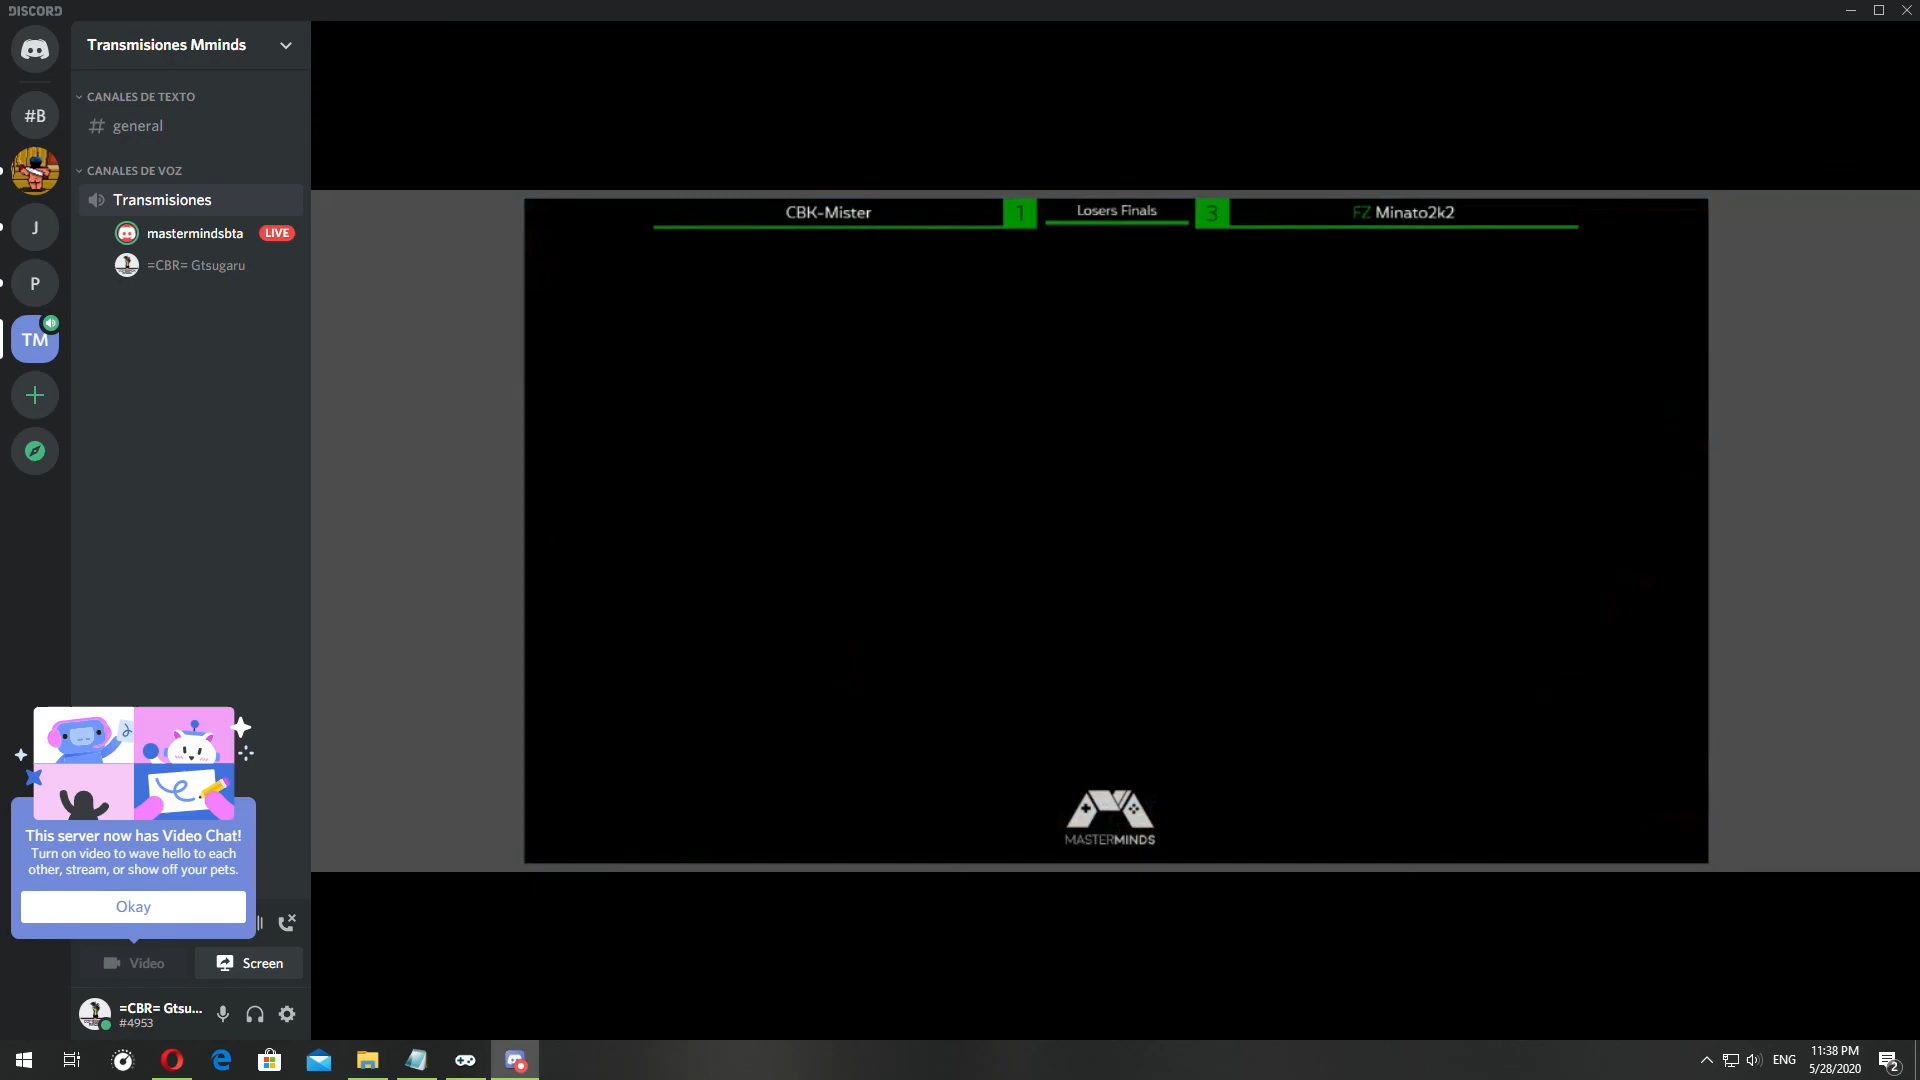 DISCORD
Transmisiones Mminds
CANALES DE TEXTO
general
CANALES DE VOZ
Transmisiones
mastermindsbta LIVE
=CBR= Gtsugaru
#B
J
P
TM
CBK-Mister 1 Losers Finals 3 FZ Minato2k2
MASTERMINDS
This server now has Video Chat!
Turn on video to wave hello to each
other, stream, or show off your pets.
Okay
Video Screen
=CBR= Gtsu...
#4953
ENG
11:38 PM
5/28/2020
2